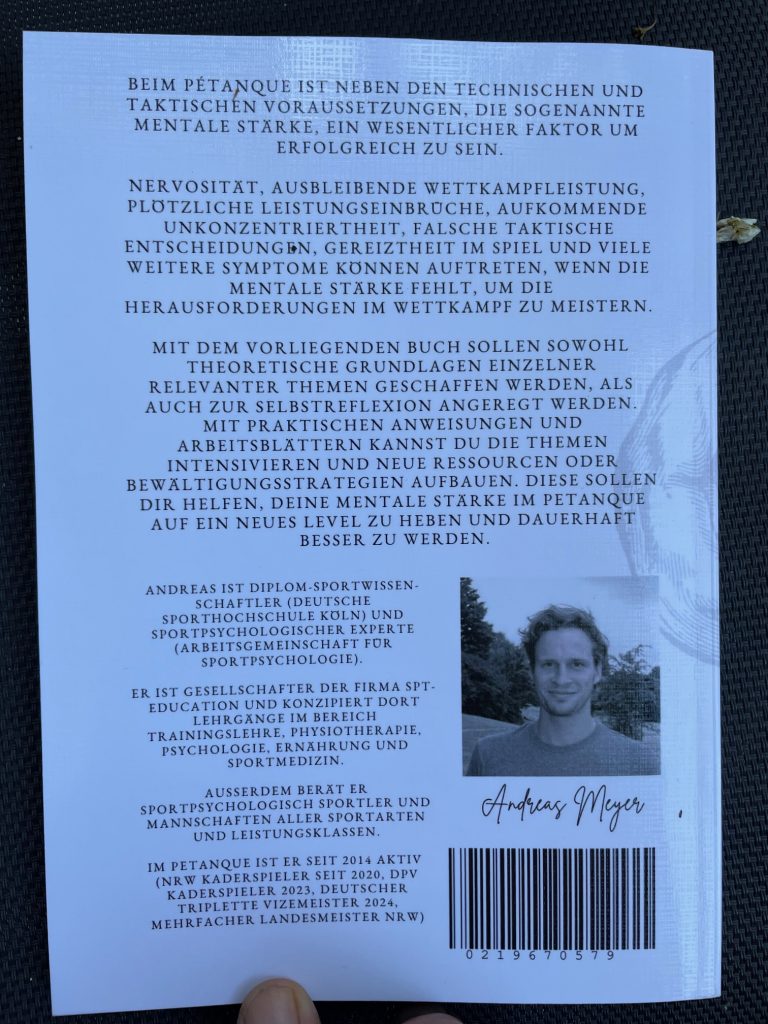 BEIM PÉTANQUE IST NEBEN DEN TECHNISCHEN UND
TAKTISCHEN VORAUSSETZUNGEN, DIE SOGENANNTE
MENTALE STÄRKE, EIN WESENTLICHER FAKTOR UM
ERFOLGREICH ZU SEIN.
NERVOSITÄT, AUSBLEIBENDE WETTKAMPFLEISTUNG,
PLÖTZLICHE LEISTUNGSEINBRÜCHE, AUFKOMMENDE
UNKONZENTRIERTHEIT, FALSCHE TAKTISCHE
ENTSCHEIDUNGEN, GEREIZTHEIT IM SPIEL UND VIELE
WEITERE SYMPTOME KÖNNEN AUFTRETEN, WENN DIE
MENTALE STÄRKE FEHLT, UM DIE
HERAUSFORDERUNGEN IM WETTKAMPF ZU MEISTERN.
MIT DEM VORLIEGENDEN BUCH SOLLEN SOWOHL
THEORETISCHE GRUNDLAGEN EINZELNER
RELEVANTER THEMEN GESCHAFFEN WERDEN, ALS
AUCH ZUR SELBSTREFLEXION ANGEREGT WERDEN.
MIT PRAKTISCHEN ANWEISUNGEN UND
ARBEITSBLÄTTERN KANNST DU DIE THEMEN
INTENSIVIEREN UND NEUE RESSOURCEN ODER
BEWÄLTIGUNGSSTRATEGIEN AUFBAUEN. DIESE SOLLEN
DIR HELFEN, DEINE MENTALE STÄRKE IM PETANQUE
AUF EIN NEUES LEVEL ZU HEBEN UND DAUERHAFT
BESSER ZU WERDEN.
ANDREAS IST DIPLOM-SPORTWISSEN-
SCHAFTLER (DEUTSCHE
SPORTHOCHSCHULE KÖLN) UND
SPORTPSYCHOLOGISCHER EXPERTE
(ARBEITSGEMEINSCHAFT FÜR
SPORTPSYCHOLOGIE).
ER IST GESELLSCHAFTER DER FIRMA SPT-
EDUCATION UND KONZIPIERT DORT
LEHRGÄNGE IM BEREICH
TRAININGSLEHRE, PHYSIOTHERAPIE,
PSYCHOLOGIE, ERNÄHRUNG UND
SPORTMEDIZIN.
AUSSERDEM BERÄT ER
SPORTPSYCHOLOGISCH SPORTLER UND
MANNSCHAFTEN ALLER SPORTARTEN
UND LEISTUNGSKLASSEN.
IM PETANQUE IST ER SEIT 2014 AKTIV
(NRW KADERSPIELER SEIT 2020, DPV
KADERSPIELER 2023, DEUTSCHER
TRIPLETTE VIZEMEISTER 2024,
MEHRFACHER LANDESMEISTER NRW)
Andreas Meyer
0219670579